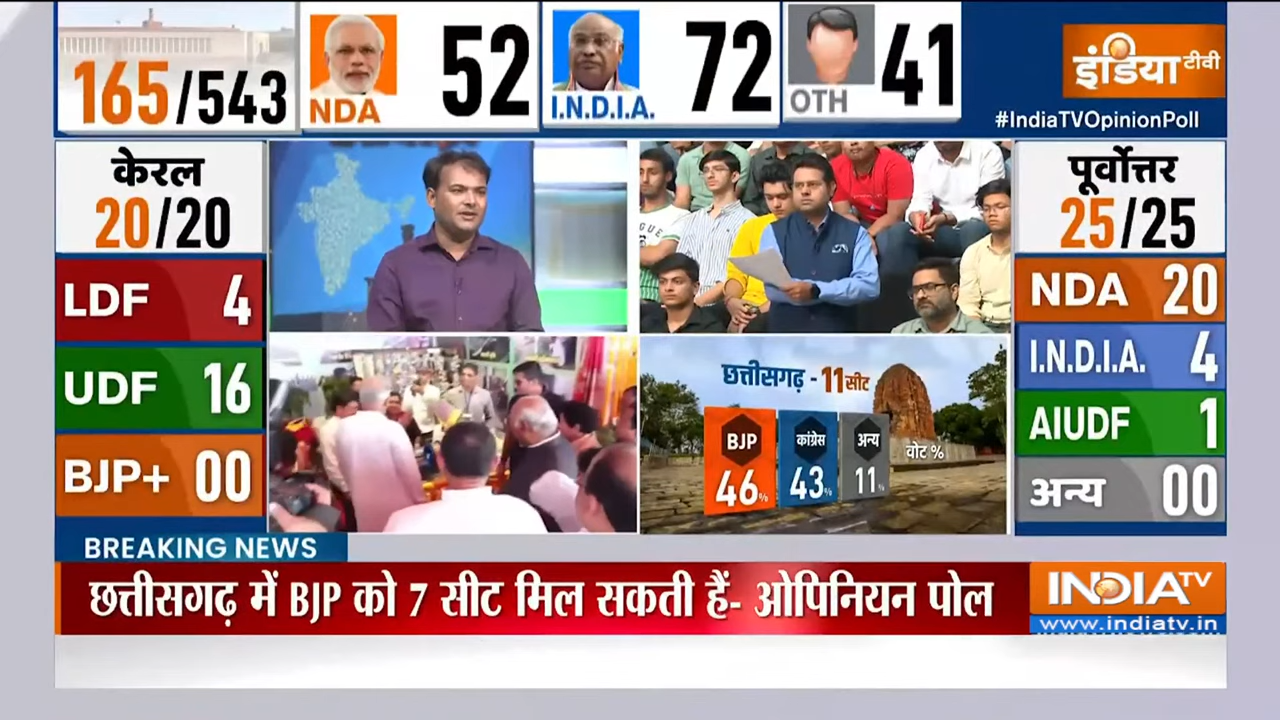 165/543
NDA 52
I.N.D.I.A. 72
OTH 41
इंडिया टीवी
#IndiaTVOpinionPoll
केरल
20/20
LDF 4
UDF 16
BJP+ 00
पूर्वोत्तर
25/25
NDA 20
I.N.D.I.A. 4
AIUDF 1
अन्य 00
छत्तीसगढ़ - 11 सीट
BJP 46%
कांग्रेस 43%
अन्य 11%
वोट %
BREAKING NEWS
छत्तीसगढ़ में BJP को 7 सीट मिल सकती हैं- ओपिनियन पोल
INDIA TV
www.indiatv.in